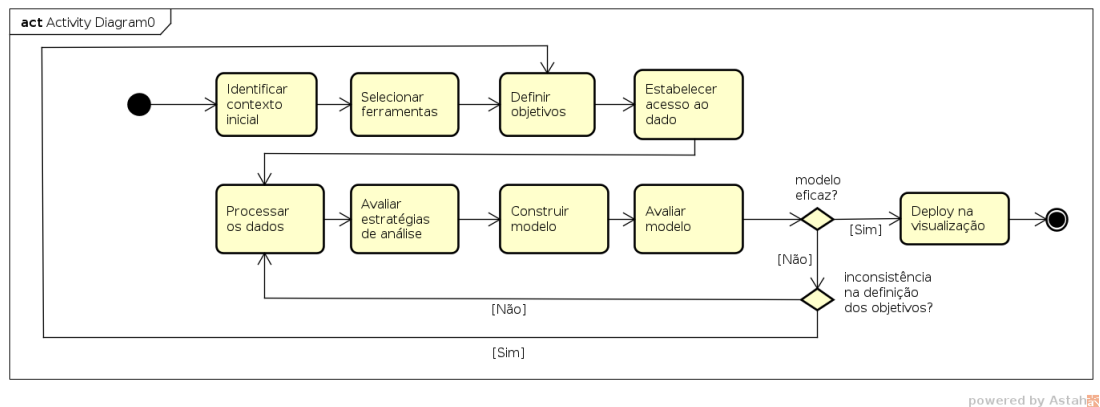 act Activity Diagram0
Identificar
contexto
inicial
Selecionar
ferramentas
Definir
objetivos
Estabelecer
acesso ao
dado
Processar
os dados
Avaliar
estratégias
de análise
Construir
modelo
Avaliar
modelo
modelo
eficaz?
[Sim]
Deploy na
visualização
[Não]
inconsistência
na definição
dos objetivos?
[Não]
[Sim]
powered by Astah